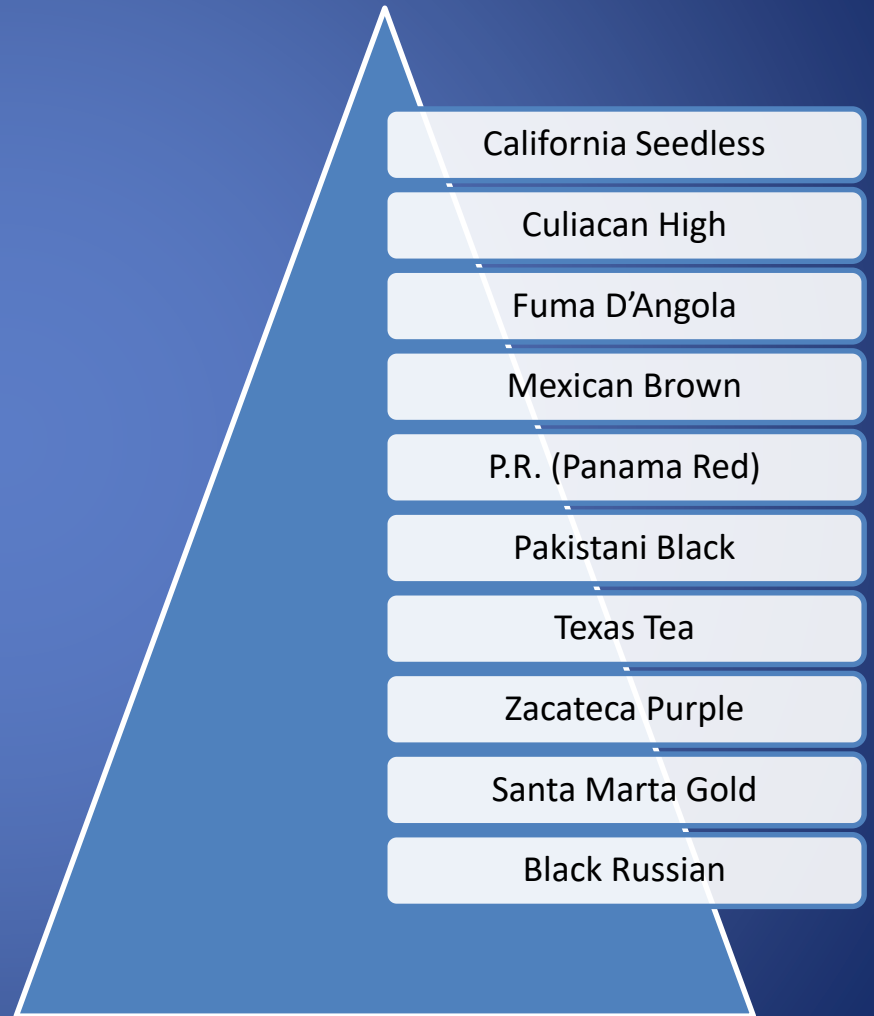 California Seedless
Culiacan High
Fuma D’Angola
Mexican Brown
P.R. (Panama Red)
Pakistani Black
Texas Tea
Zacateca Purple
Santa Marta Gold
Black Russian